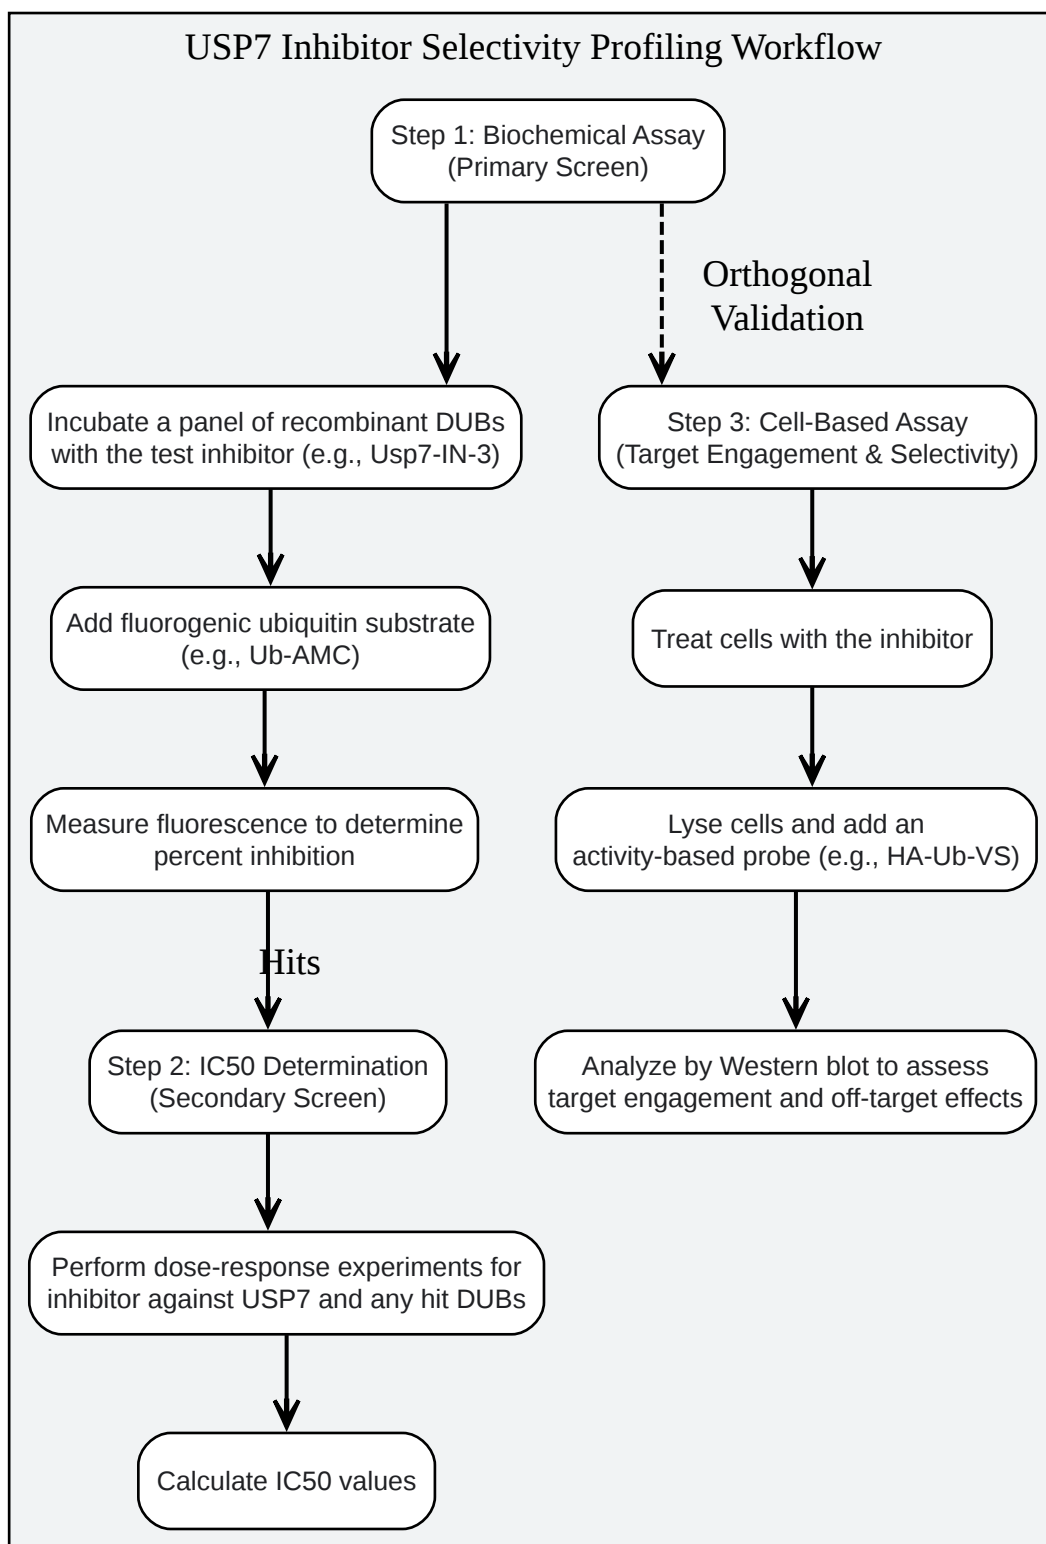 USP7 Inhibitor Selectivity Profiling Workflow
Step 1: Biochemical Assay
(Primary Screen)
Orthogonal
Validation
Incubate a panel of recombinant DUBs
with the test inhibitor (e.g., Usp7-IN-3)
Step 3: Cell-Based Assay
(Target Engagement & Selectivity)
Add fluorogenic ubiquitin substrate
(e.g., Ub-AMC)
Treat cells with the inhibitor
Measure fluorescence to determine
percent inhibition
Lyse cells and add an
activity-based probe (e.g., HA-Ub-VS)
Hits
Step 2: IC50 Determination
(Secondary Screen)
Analyze by Western blot to assess
target engagement and off-target effects
Perform dose-response experiments for
inhibitor against USP7 and any hit DUBs
Calculate IC50 values